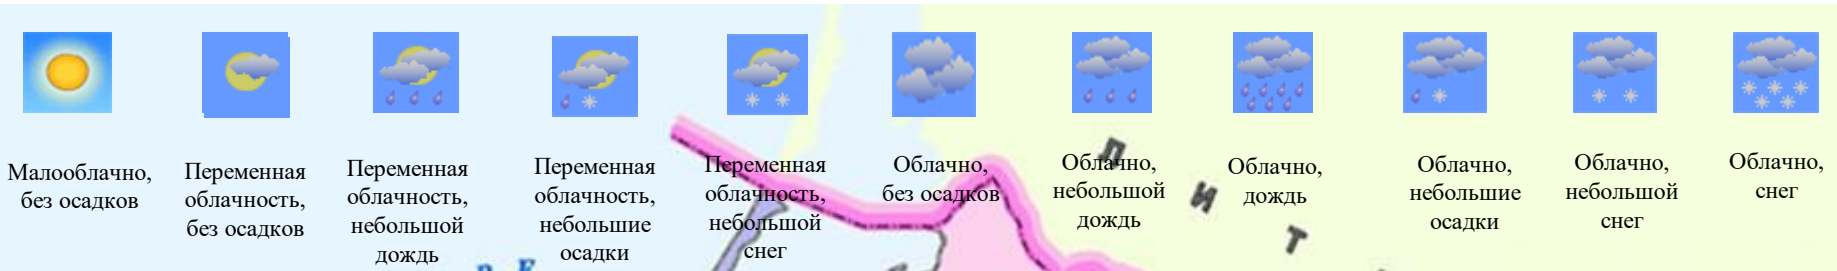 Малооблачно,
без осадков
Переменная
облачность,
без осадков
Переменная
облачность,
небольшой
дождь
Переменная
облачность,
небольшие
осадки
Переменная
облачность,
небольшой
снег
Облачно,
без осадков
Облачно,
небольшой
дождь
Облачно,
дождь
Облачно,
небольшие
осадки
Облачно,
небольшой
снег
Облачно,
снег
Л И Т